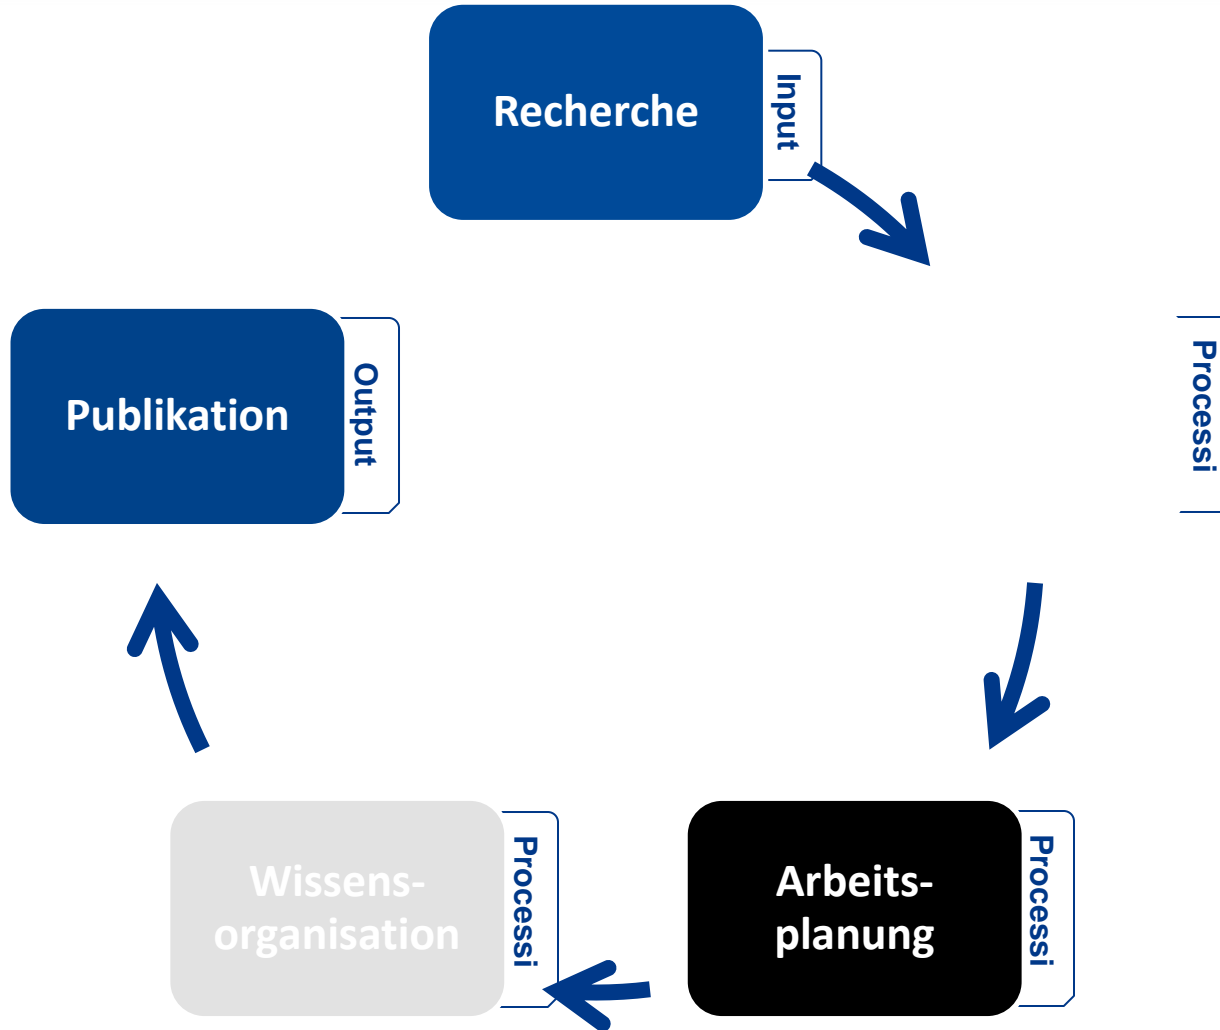 Recherche
Input
Processi
Publikation
Output
Arbeits-
planung
Processi
Wissens-
organisation
Processi